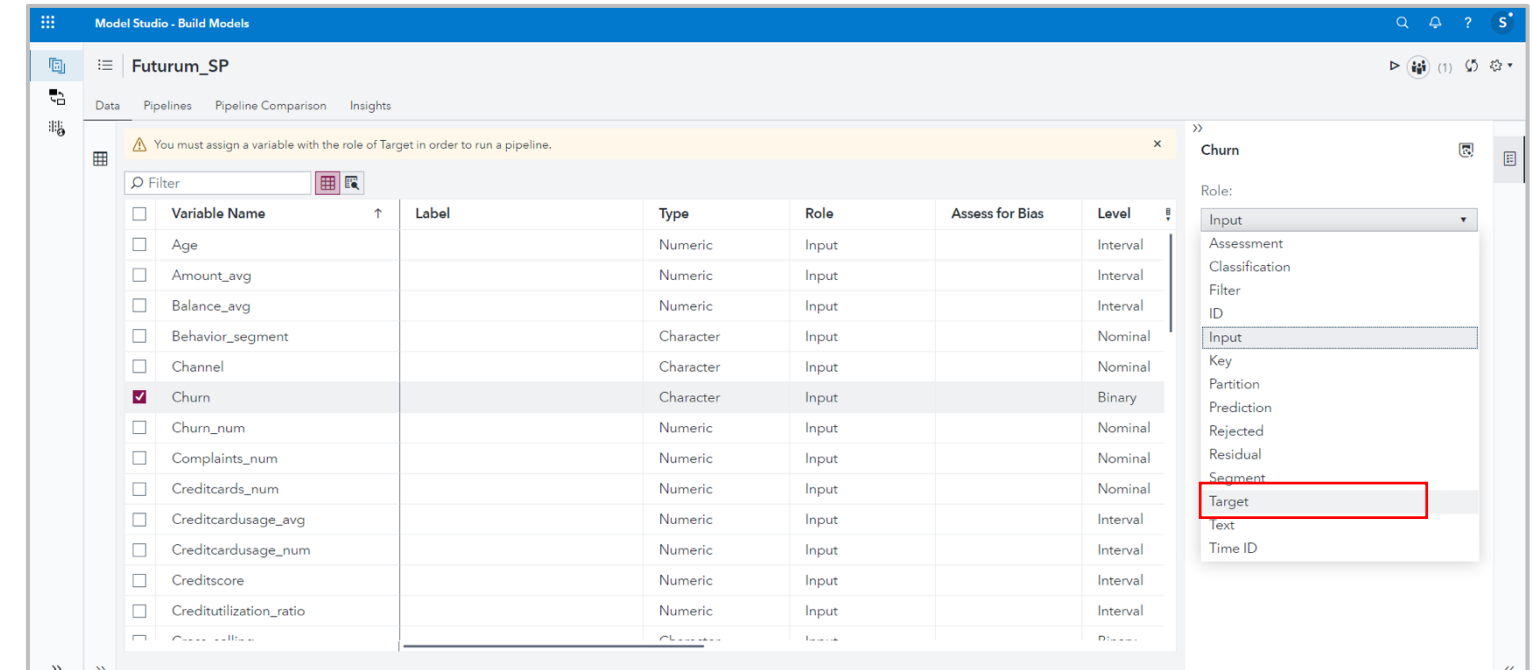 Model Studio - Build Models
? S
Futurum_SP
(1)
Data Pipelines Pipeline Comparison Insights
You must assign a variable with the role of Target in order to run a pipeline.
Filter
Variable Name Label Type Role Assess for Bias Level
Age Numeric Input Interval
Amount_avg Numeric Input Interval
Balance_avg Numeric Input Interval
Behavior_segment Character Input Nominal
Channel Character Input Nominal
Churn Character Input Binary
Churn_num Numeric Input Nominal
Complaints_num Numeric Input Nominal
Creditcards_num Numeric Input Nominal
Creditcardusage_avg Numeric Input Interval
Creditcardusage_num Numeric Input Interval
Creditscore Numeric Input Interval
Creditutilization_ratio Numeric Input Interval
Character Input Binary
Churn
Role:
Input
Assessment
Classification
Filter
ID
Input
Key
Partition
Prediction
Rejected
Residual
Segment
Target
Text
Time ID